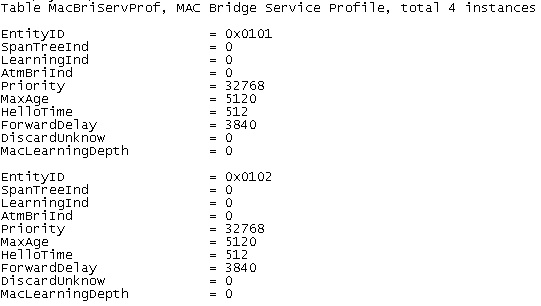 Table MacBriServProf, MAC Bridge Service Profile, total 4 instances
EntityID = 0x0101
SpanTreeInd = 0
LearningInd = 0
AtmBriInd = 0
Priority = 32768
MaxAge = 5120
HelloTime = 512
ForwardDelay = 3840
DiscardUnknow = 0
MacLearningDepth = 0
EntityID = 0x0102
SpanTreeInd = 0
LearningInd = 0
AtmBriInd = 0
Priority = 32768
MaxAge = 5120
HelloTime = 512
ForwardDelay = 3840
DiscardUnknow = 0
MacLearningDepth = 0